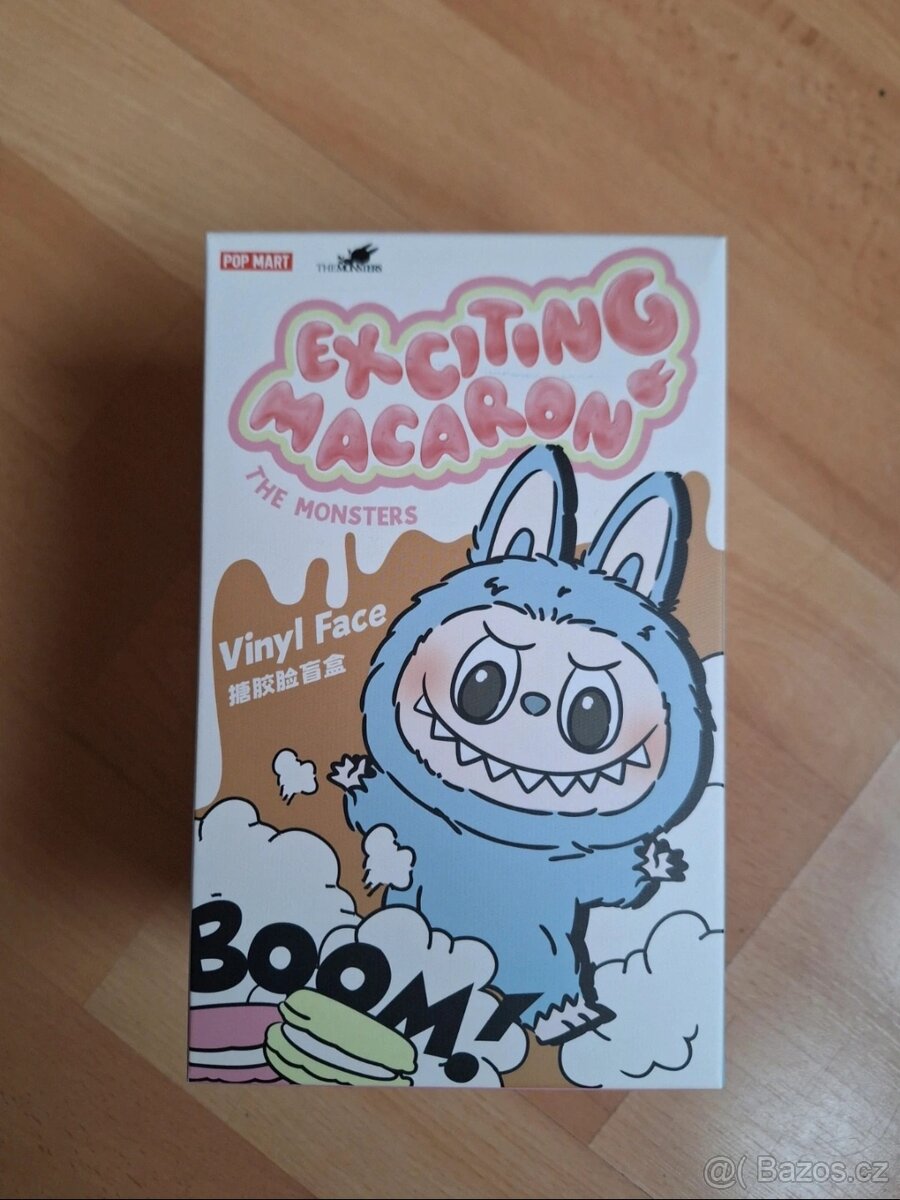 POP MART
THE MONSTERS
EXCITING
MACARON
THE MONSTERS
Vinyl Face
搪胶脸盲盒
BOOM!
@( Bazos.cz